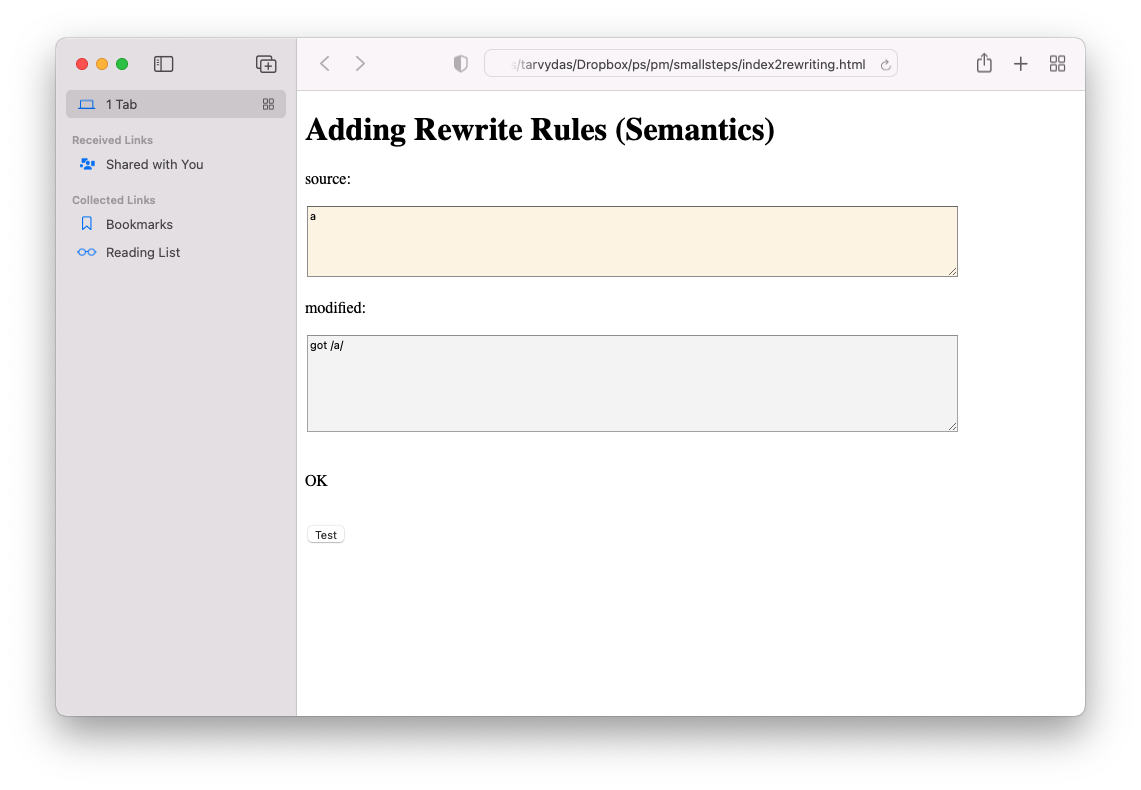 /tarvydas/Dropbox/ps/pm/smallsteps/index2rewriting.html
1 Tab
Received Links
Shared with You
Collected Links
Bookmarks
Reading List
Adding Rewrite Rules (Semantics)
source:
a
modified:
got /a/
OK
Test